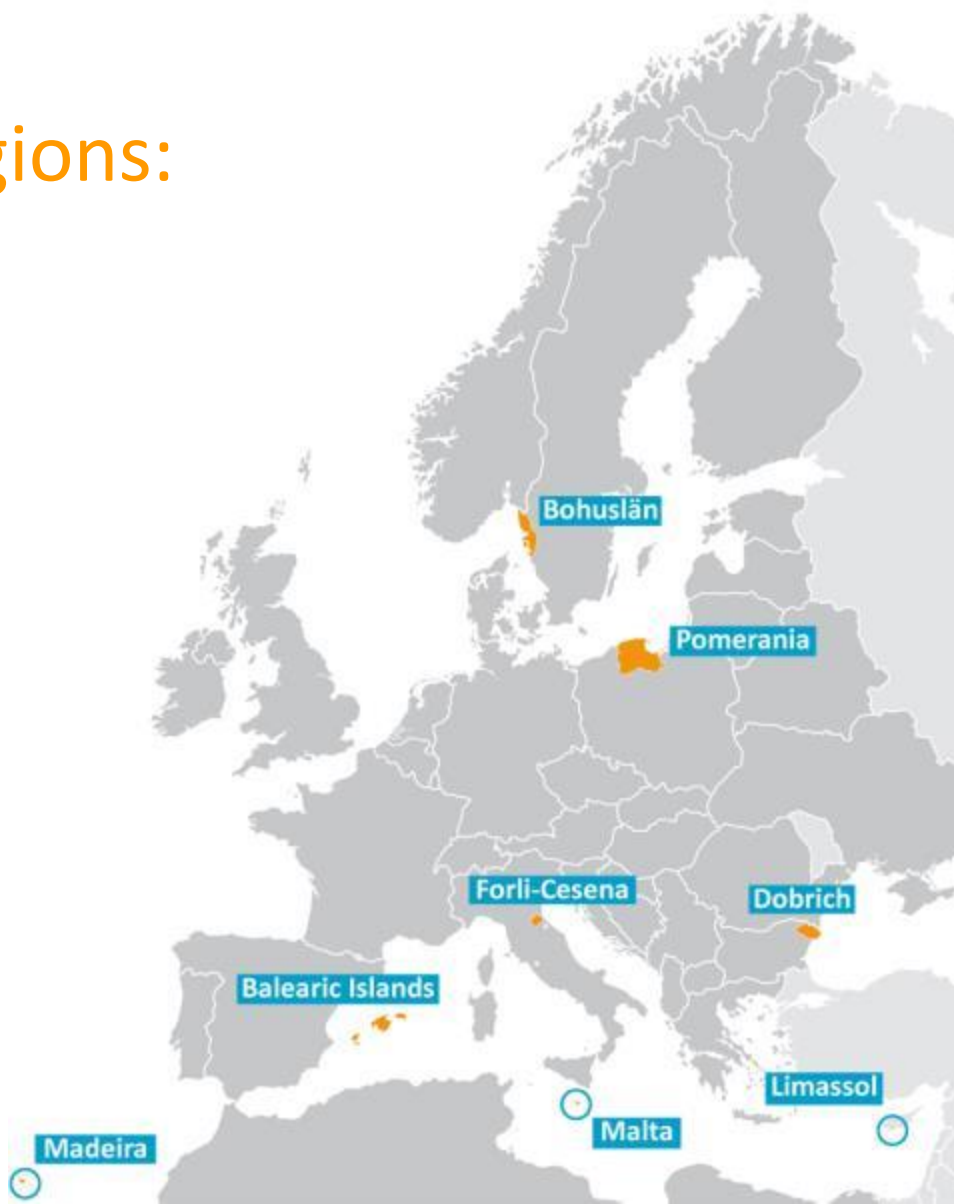 gions:
Bohuslän
Pomerania
Forli-Cesena
Dobrich
Balearic Islands
Limassol
Malta
Madeira